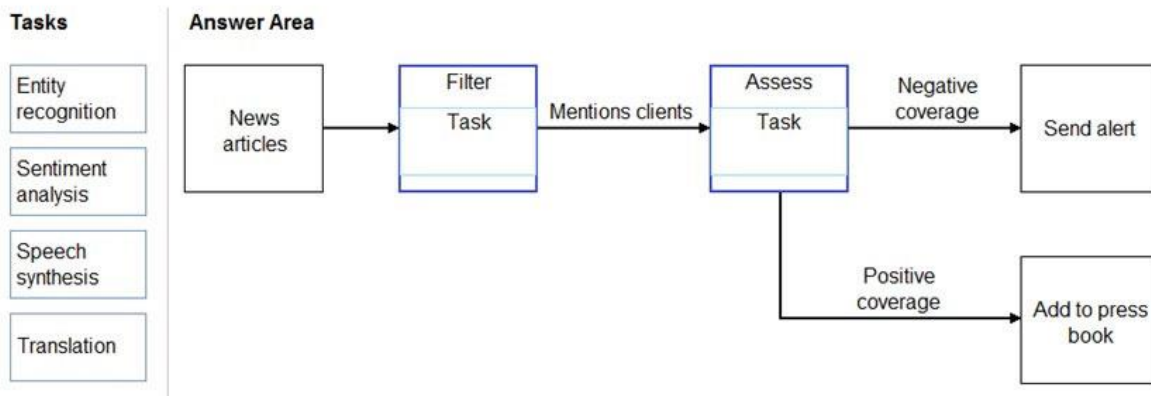 Tasks
Answer Area
Entity
recognition
Sentiment
analysis
Speech
synthesis
Translation
News
articles
Filter
Task
Mentions clients
Assess
Task
Negative
coverage
Send alert
Positive
coverage
Add to press
book